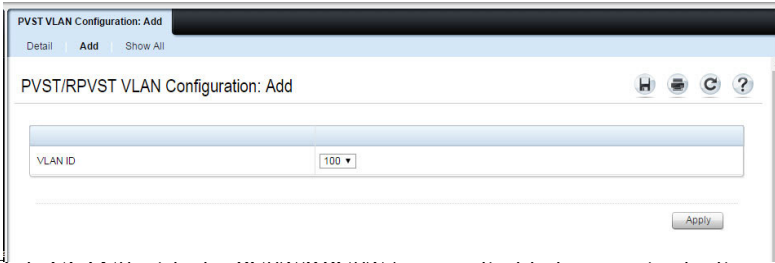 PVST VLAN Configuration: Add
Detail Add Show All
PVST/RPVST VLAN Configuration: Add
VLAN ID 100
Apply